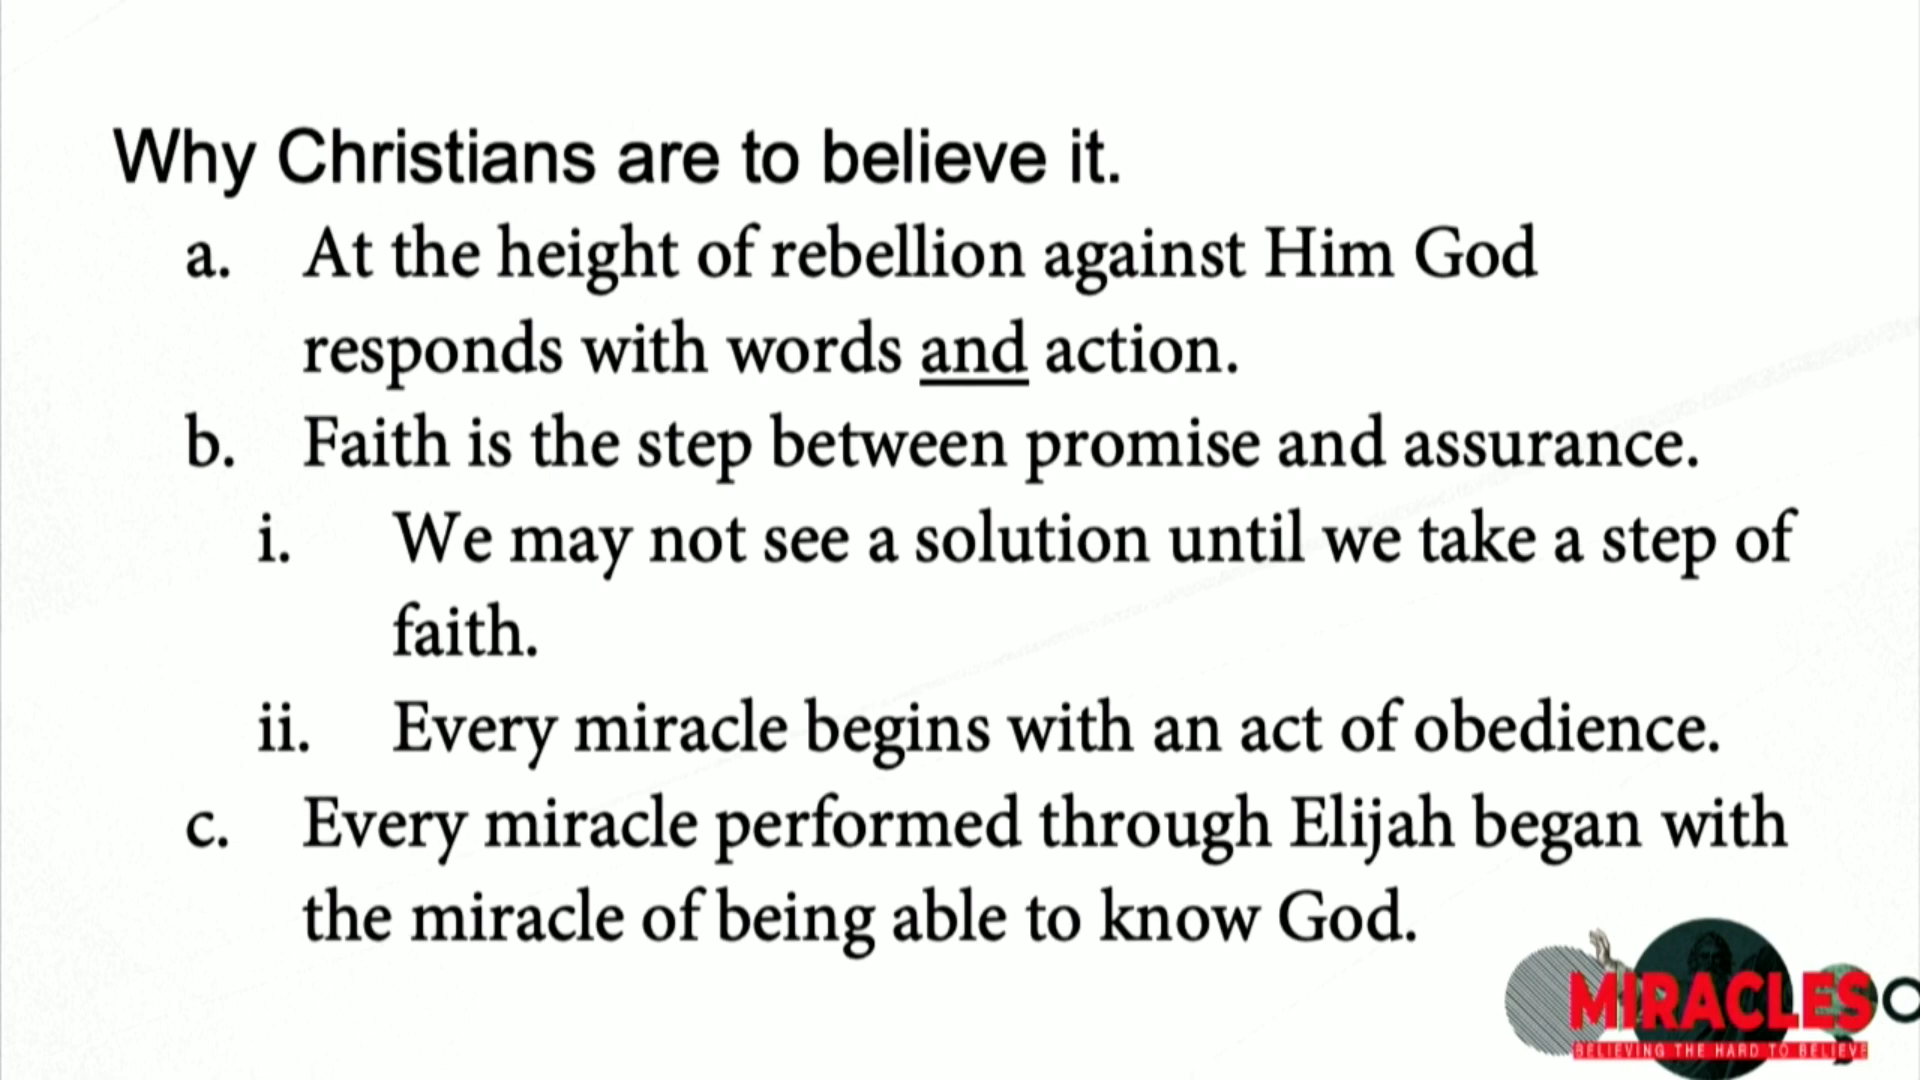 Why Christians are to believe it.
a. At the height of rebellion against Him God
responds with words and action.
b. Faith is the step between promise and assurance.
i. We may not see a solution until we take a step of
faith.
ii. Every miracle begins with an act of obedience.
c. Every miracle performed through Elijah began with
the miracle of being able to know God.
MIRACLES
BELIEVING THE HARD TO BELIEVE